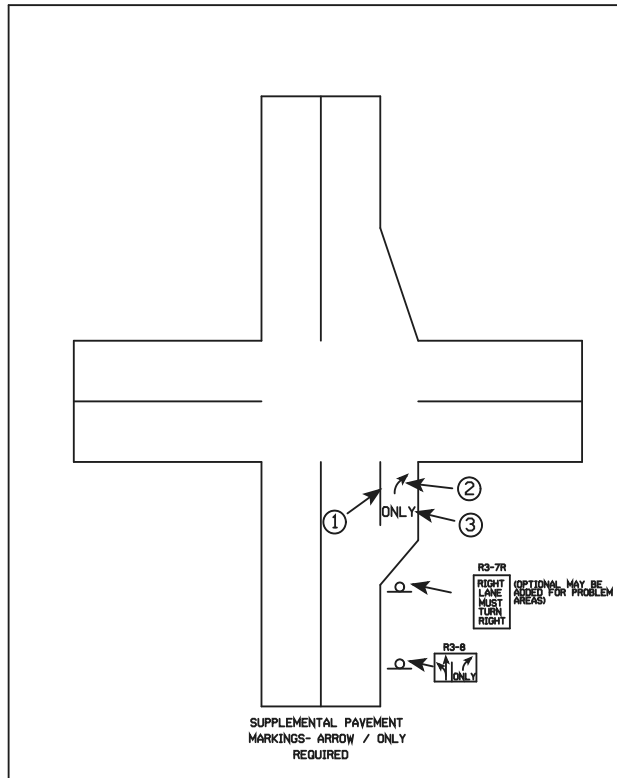 2
1
ONLY
3
R3-7R
RIGHT
LANE
MUST
TURN
RIGHT
(OPTIONAL MAY BE
ADDED FOR PROBLEM
AREAS)
R3-8
ONLY
SUPPLEMENTAL PAVEMENT
MARKINGS- ARROW / ONLY
REQUIRED